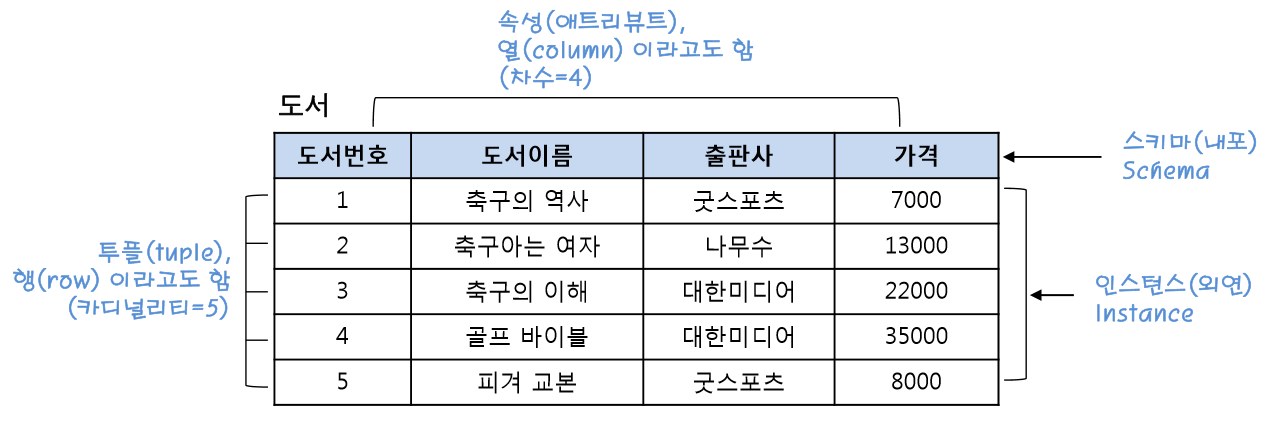 속성(애트리뷰트),
열(column) 이라고도 함
(차수=4)
도서
도서번호 도서이름 출판사 가격
스키마(내포)
Schema
1 축구의 역사 굿스포츠 7000
2 축구아는 여자 나무수 13000
3 축구의 이해 대한미디어 22000
4 골프 바이블 대한미디어 35000
5 피겨 교본 굿스포츠 8000
투플(tuple),
행(row) 이라고도 함
(카디널리티=5)
인스턴스(외연)
Instance